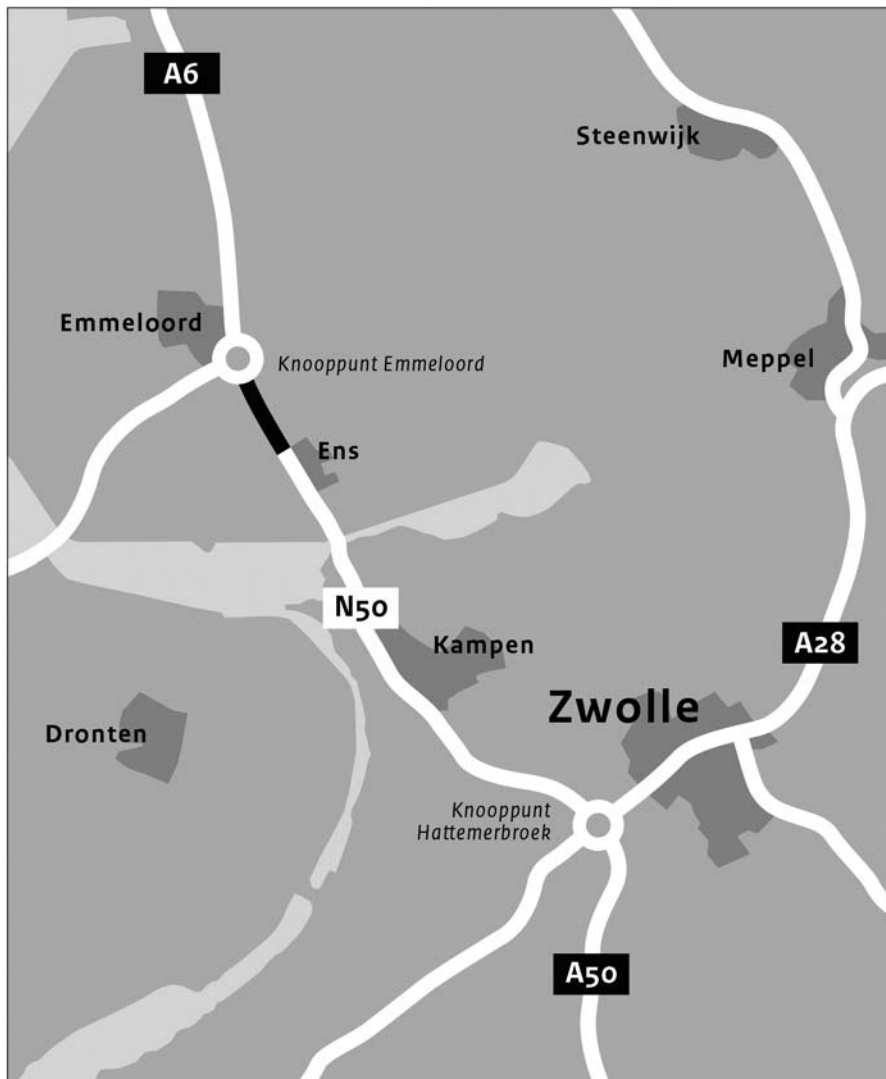 A6
Steenwijk
Emmeloord
Knooppunt Emmeloord
Meppel
Ens
N50
Kampen
A28
Zwolle
Dronten
Knooppunt
Hattemerbroek
A50